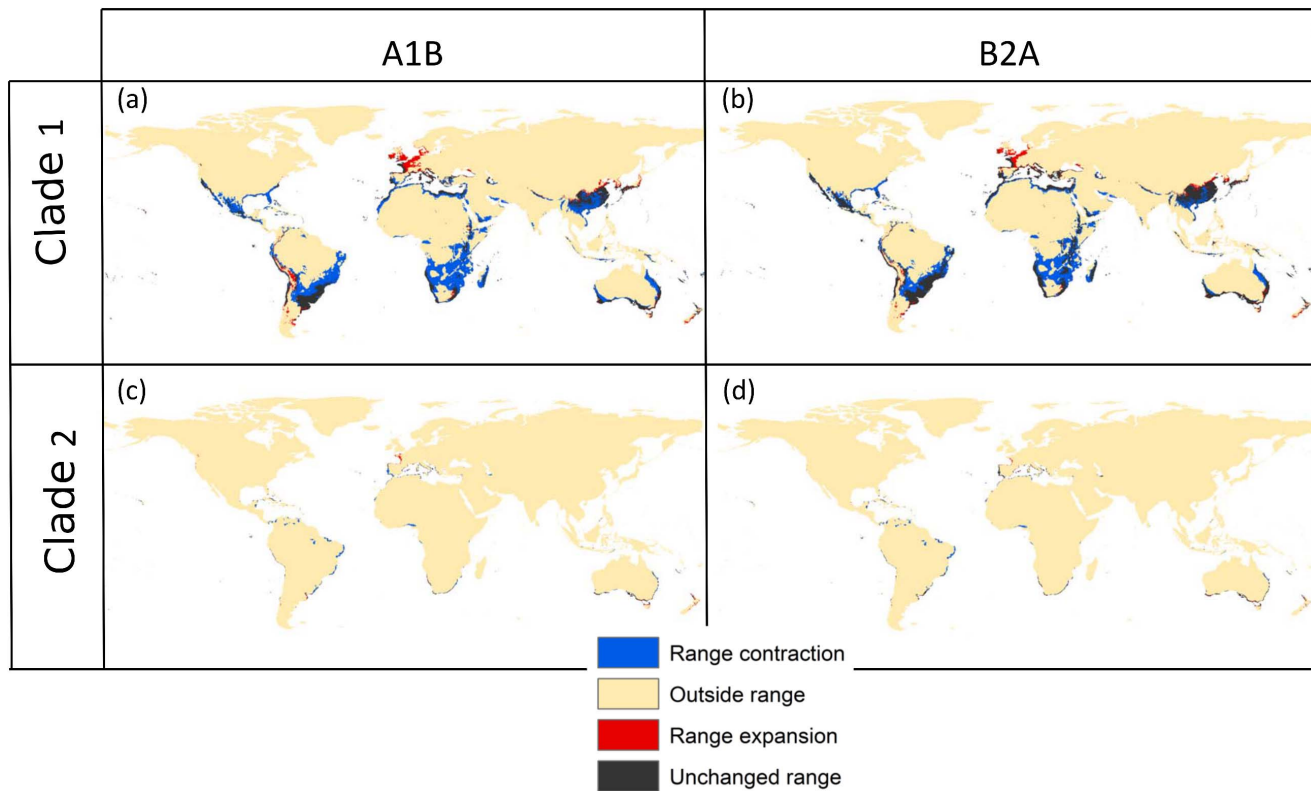 A1B
B2A
Clade 1
(a)
(b)
Clade 2
(c)
(d)
Range contraction
Outside range
Range expansion
Unchanged range